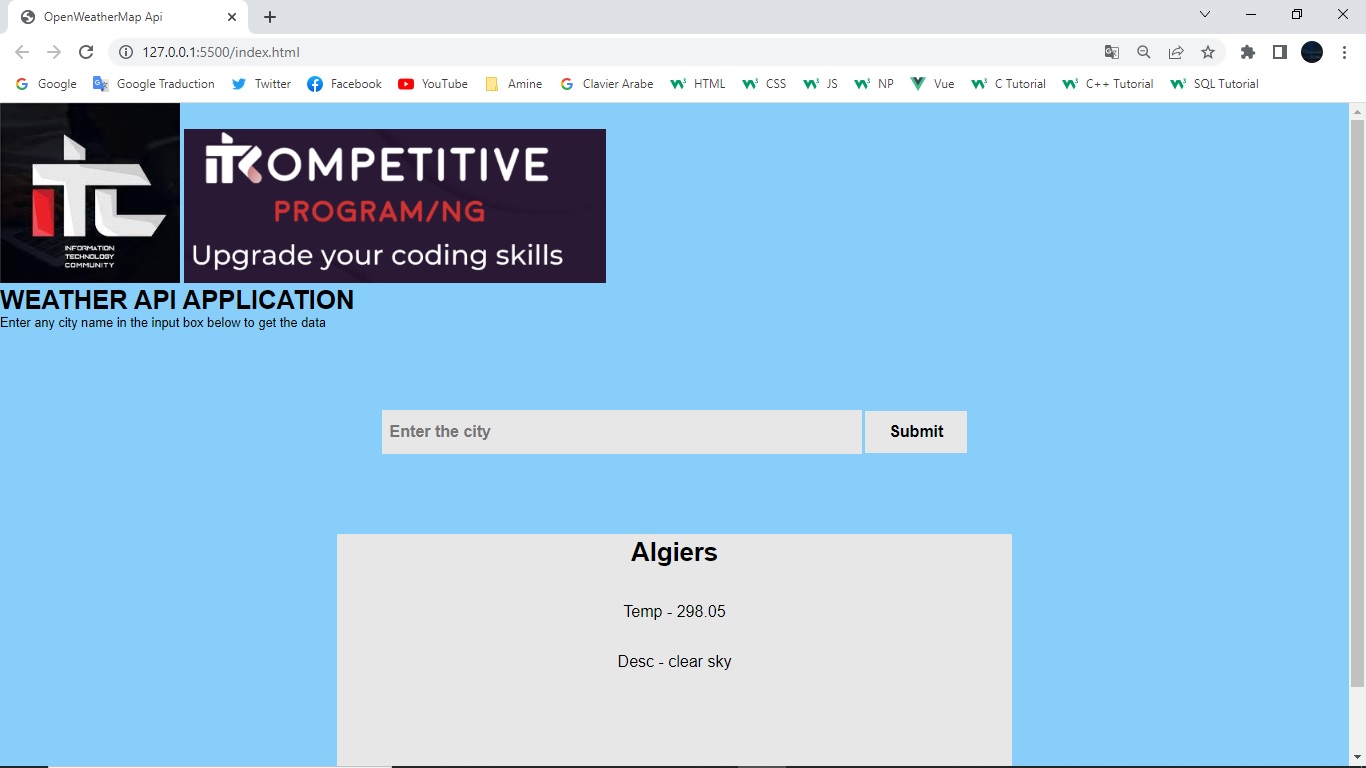 OpenWeatherMap Api
127.0.0.1:5500/index.html
Google Google Traduction Twitter Facebook YouTube Amine Clavier Arabe HTML CSS JS NP Vue C Tutorial C++ Tutorial SQL Tutorial
iTC
INFORMATION
TECHNOLOGY
COMMUNITY
iTKOMPETITIVE
PROGRAM/NG
Upgrade your coding skills
WEATHER API APPLICATION
Enter any city name in the input box below to get the data
Enter the city Submit
Algiers
Temp - 298.05
Desc - clear sky